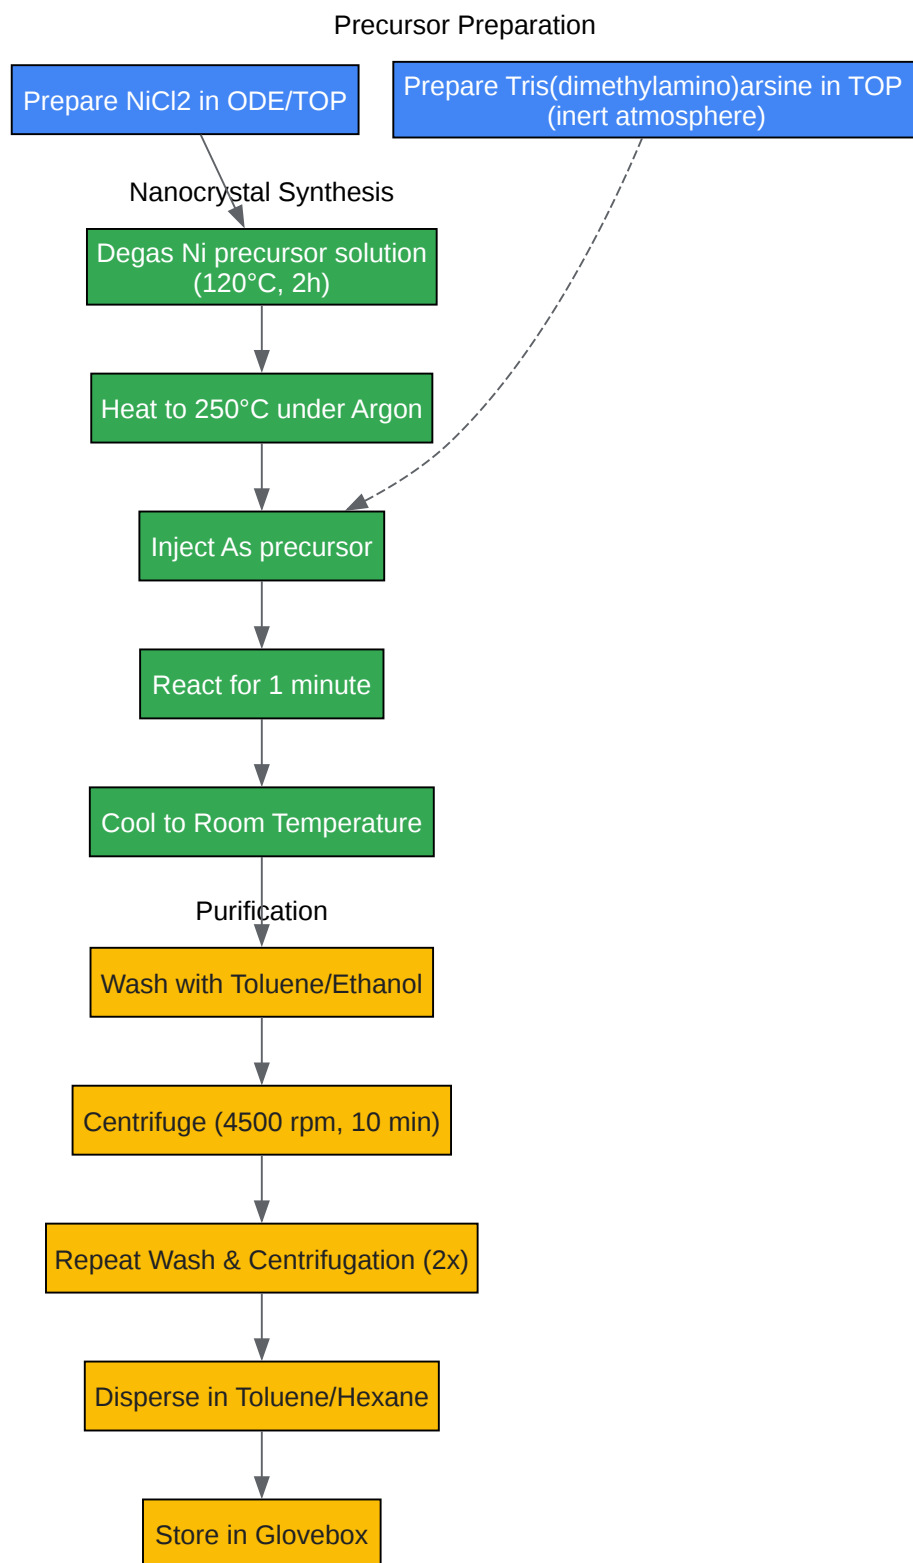 Precursor Preparation
Prepare NiCl2 in ODE/TOP
Prepare Tris(dimethylamino)arsine in TOP
(inert atmosphere)
Nanocrystal Synthesis
Degas Ni precursor solution
(120°C, 2h)
Heat to 250°C under Argon
Inject As precursor
React for 1 minute
Cool to Room Temperature
Purification
Wash with Toluene/Ethanol
Centrifuge (4500 rpm, 10 min)
Repeat Wash & Centrifugation (2x)
Disperse in Toluene/Hexane
Store in Glovebox